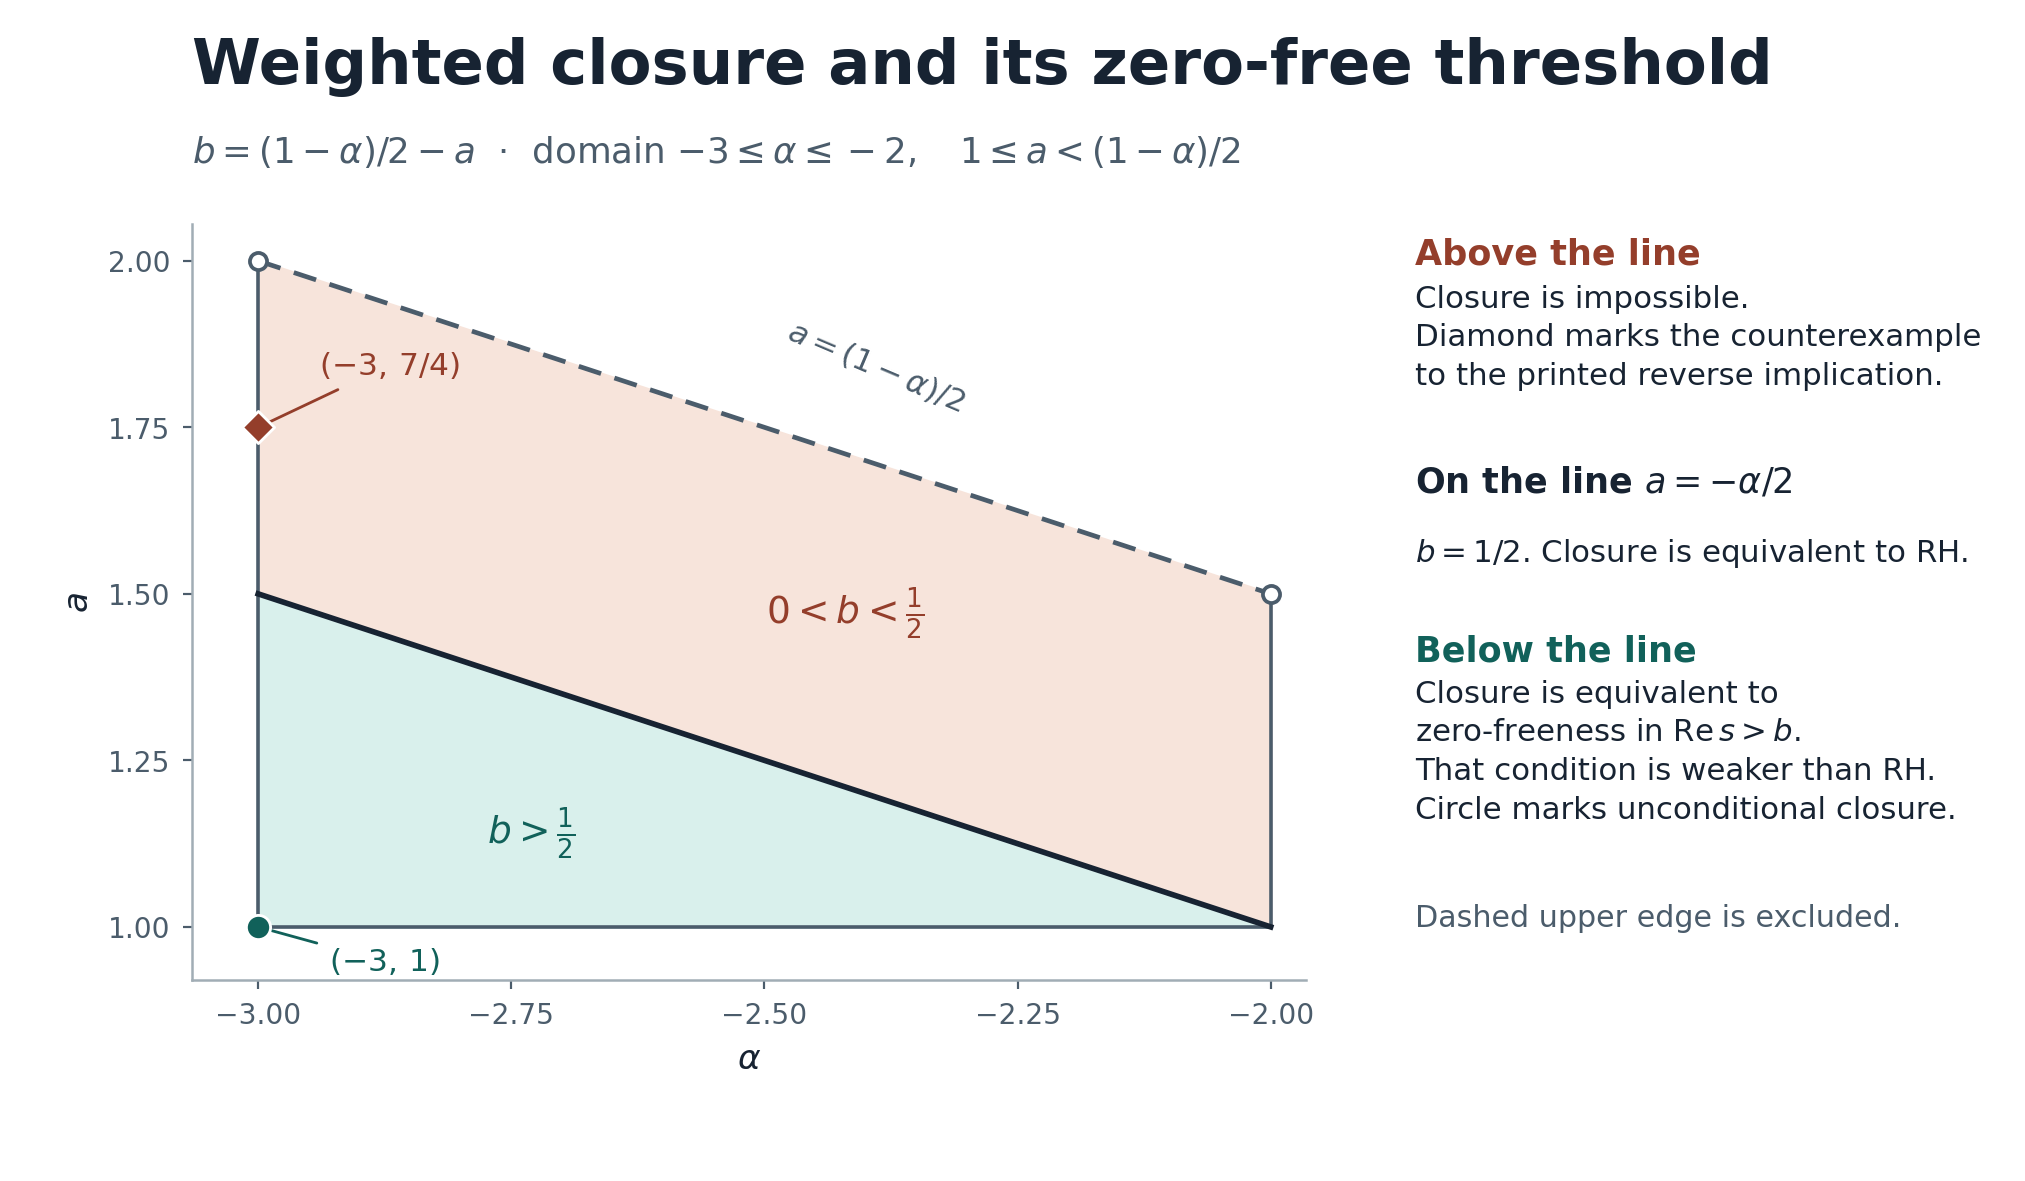 Weighted closure and its zero-free threshold
b = (1 − α)/2 − a · domain −3 ≤ α ≤ −2, 1 ≤ a < (1 − α)/2
2.00
1.75
1.50
1.25
1.00
a
(−3, 7/4)
a = (1 − α)/2
0 < b < 1/2
b > 1/2
(−3, 1)
−3.00 −2.75 −2.50 −2.25 −2.00
α
Above the line
Closure is impossible.
Diamond marks the counterexample
to the printed reverse implication.
On the line a = −α/2
b = 1/2. Closure is equivalent to RH.
Below the line
Closure is equivalent to
zero-freeness in Re s > b.
That condition is weaker than RH.
Circle marks unconditional closure.
Dashed upper edge is excluded.